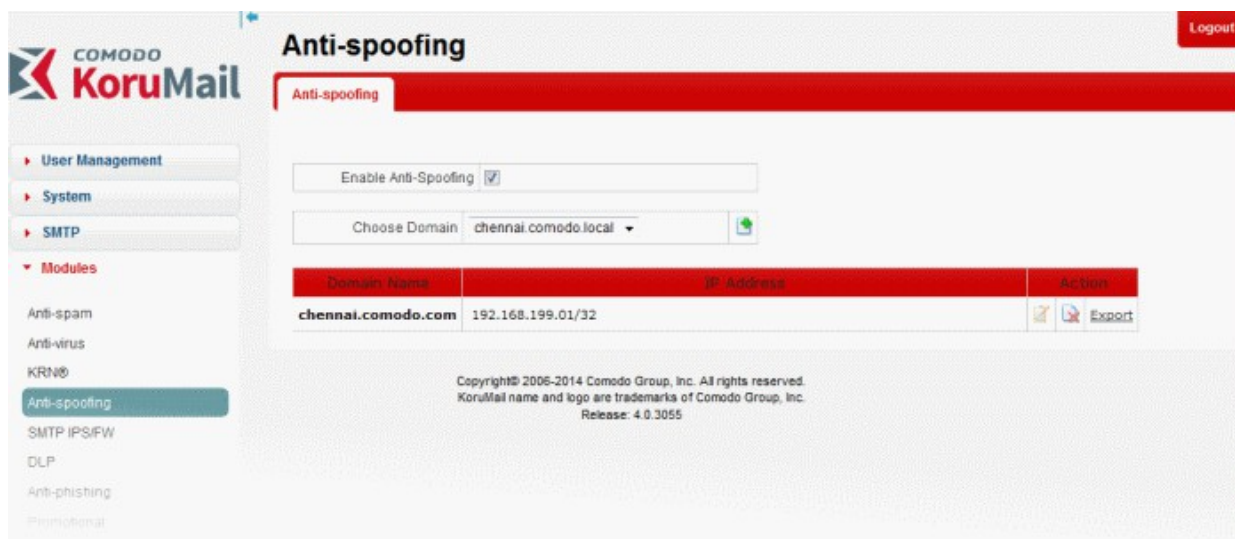 Logout
COMODO
KoruMail
Anti-spoofing
Anti-spoofing
User Management
System
SMTP
Modules
Anti-spam
Anti-virus
KRN®
Anti-spoofing
SMTP IPS/FW
DLP
Anti-phishing
Promotional
Enable Anti-Spoofing
Choose Domain chennai.comodo.local
Domain Name IP Address Action
chennai.comodo.com 192.168.199.01/32 Export
Copyright© 2006-2014 Comodo Group, Inc. All rights reserved.
KoruMail name and logo are trademarks of Comodo Group, Inc.
Release: 4.0.3055